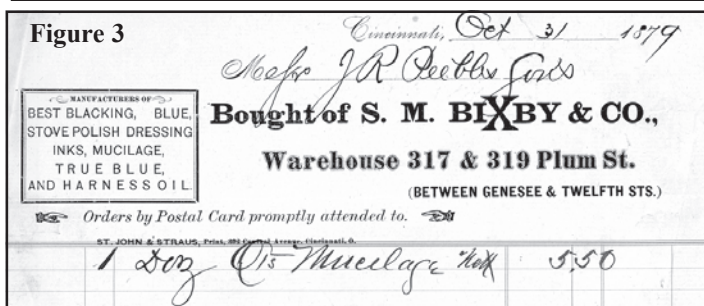 Figure 3
Cincinnati, Oct 31 1879
Messrs J R Peebles Sons
MANUFACTURERS OF
BEST BLACKING, BLUE,
STOVE POLISH DRESSING
INKS, MUCILAGE,
TRUE BLUE,
AND HARNESS OIL.
Bought of S. M. BIXBY & CO.,
Warehouse 317 & 319 Plum St.
(BETWEEN GENESEE & TWELFTH STS.)
Orders by Postal Card promptly attended to.
ST. JOHN & STRAUS, Print, Central Avenue, Cincinnati, O.
1 Doz Qts Mucilage 5.50